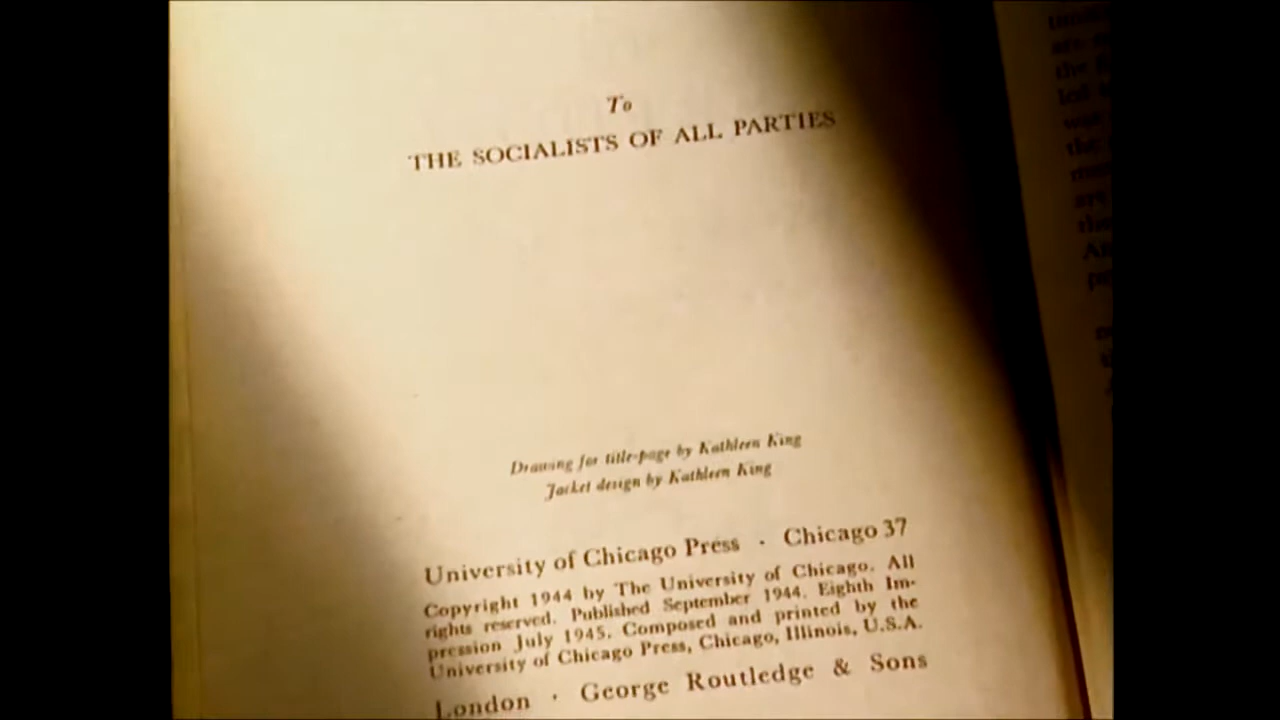 To
THE SOCIALISTS OF ALL PARTIES
Drawing for title-page by Kathleen King
Jacket design by Kathleen King
University of Chicago Press · Chicago 37
Copyright 1944 by The University of Chicago. All
rights reserved. Published September 1944. Eighth Im-
pression July 1945. Composed and printed by the
University of Chicago Press, Chicago, Illinois, U.S.A.
London · George Routledge & Sons